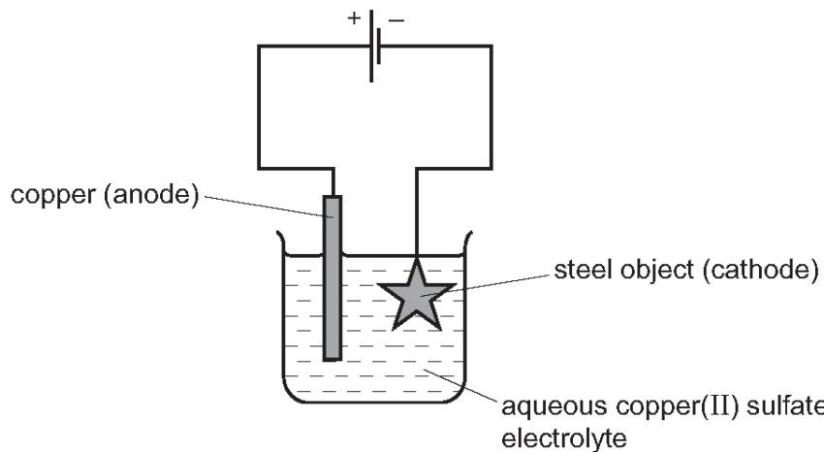 + −
copper (anode)
steel object (cathode)
aqueous copper(II) sulfate
electrolyte